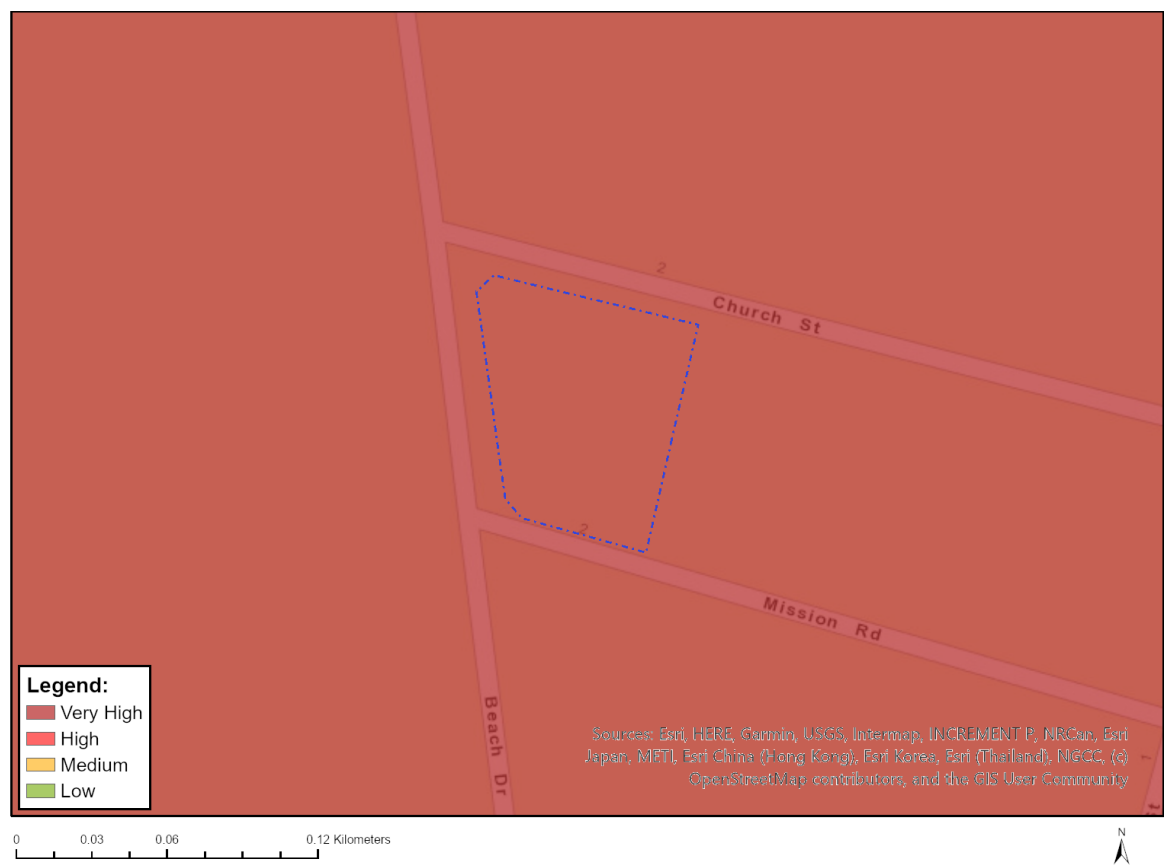 2
Church St
2
Mission Rd
Beach Dr
Legend:
Very High
High
Medium
Low
Sources: Esri, HERE, Garmin, USGS, Intermap, INCREMENT P, NRCan, Esri
Japan, METI, Esri China (Hong Kong), Esri Korea, Esri (Thailand), NGCC, (c)
OpenStreetMap contributors, and the GIS User Community
1
st
0 0.03 0.06 0.12 Kilometers
N